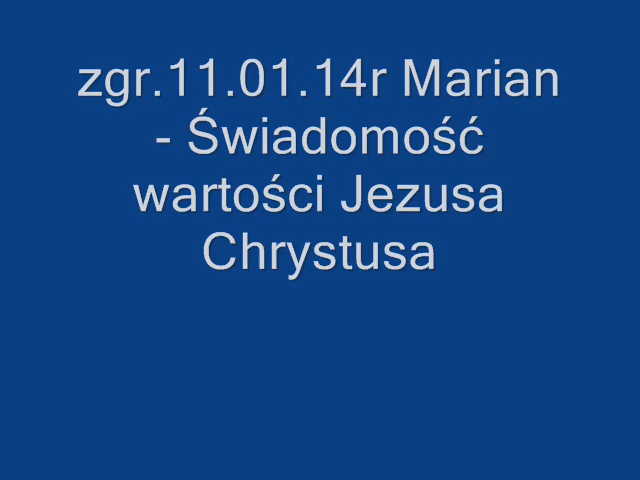 zgr.11.01.14r Marian
- Świadomość
wartości Jezusa
Chrystusa